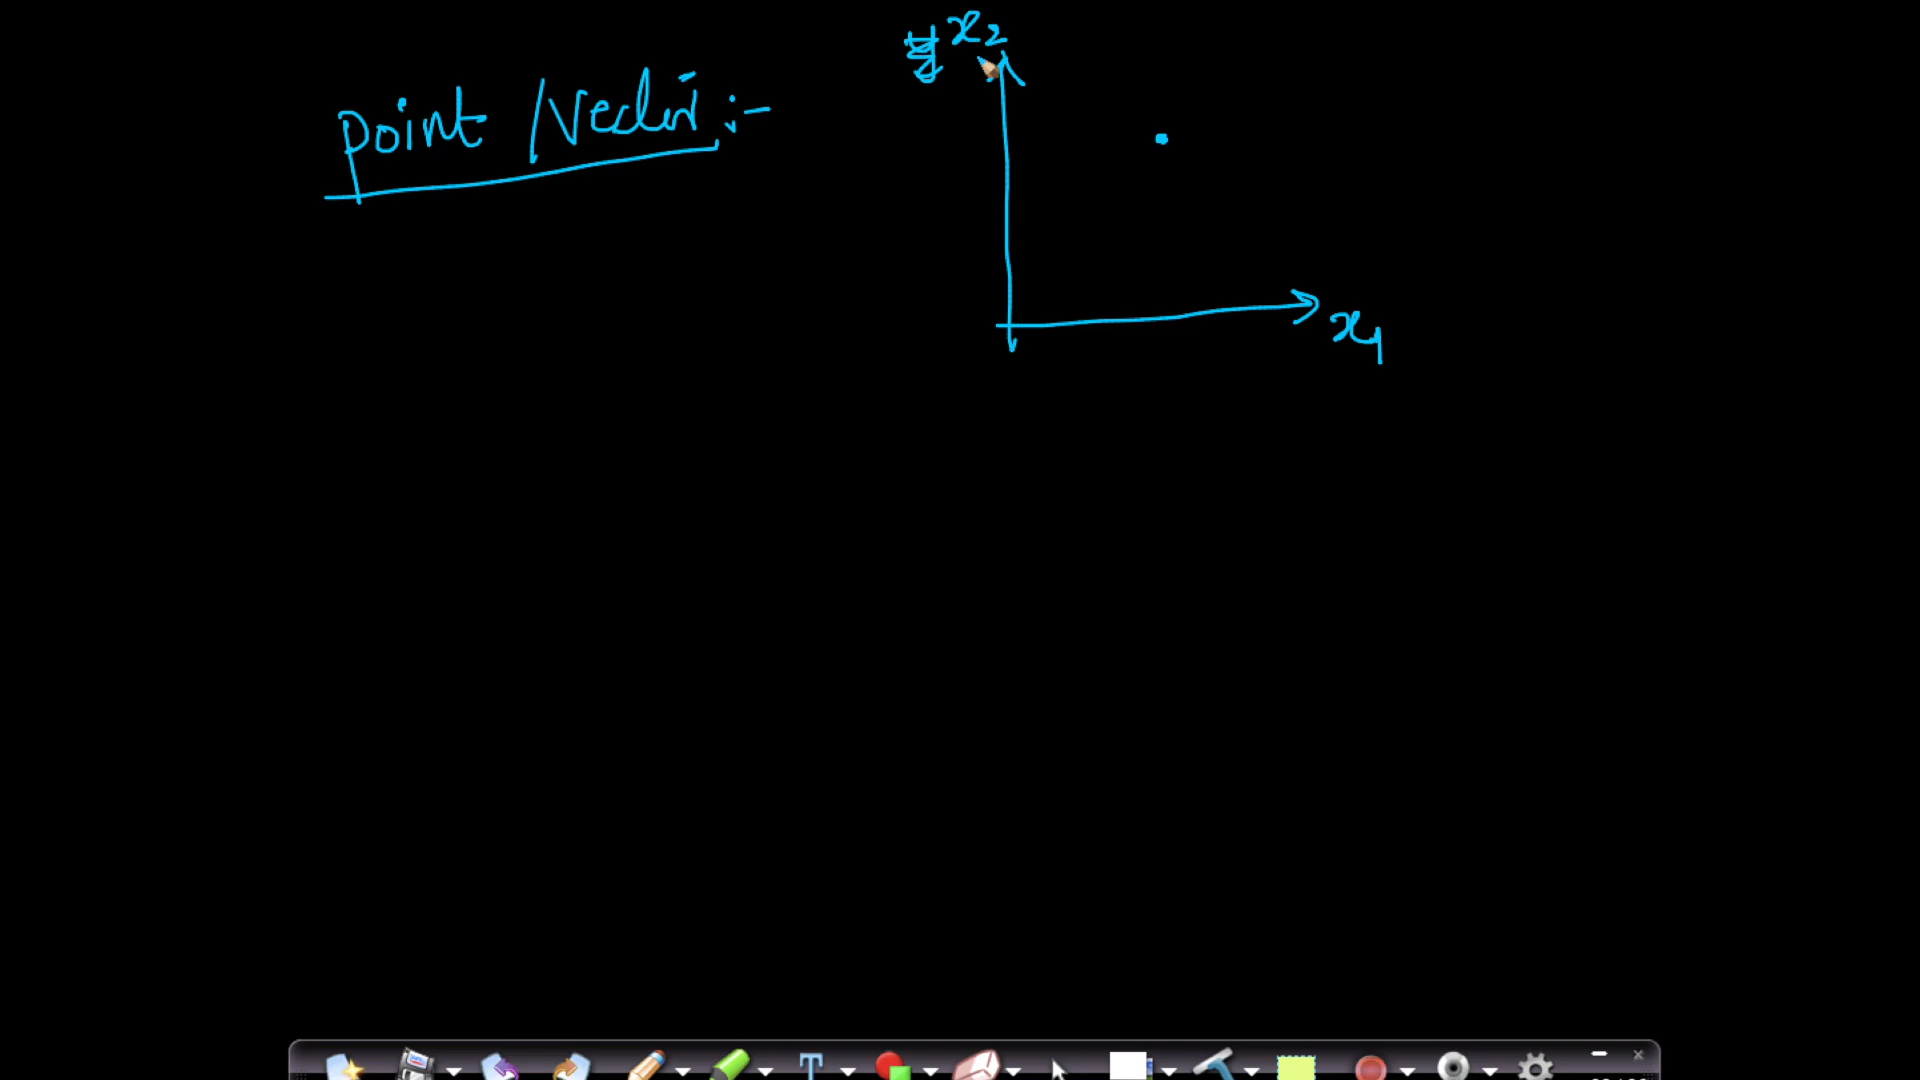 Point /Vector :-
x2
x1